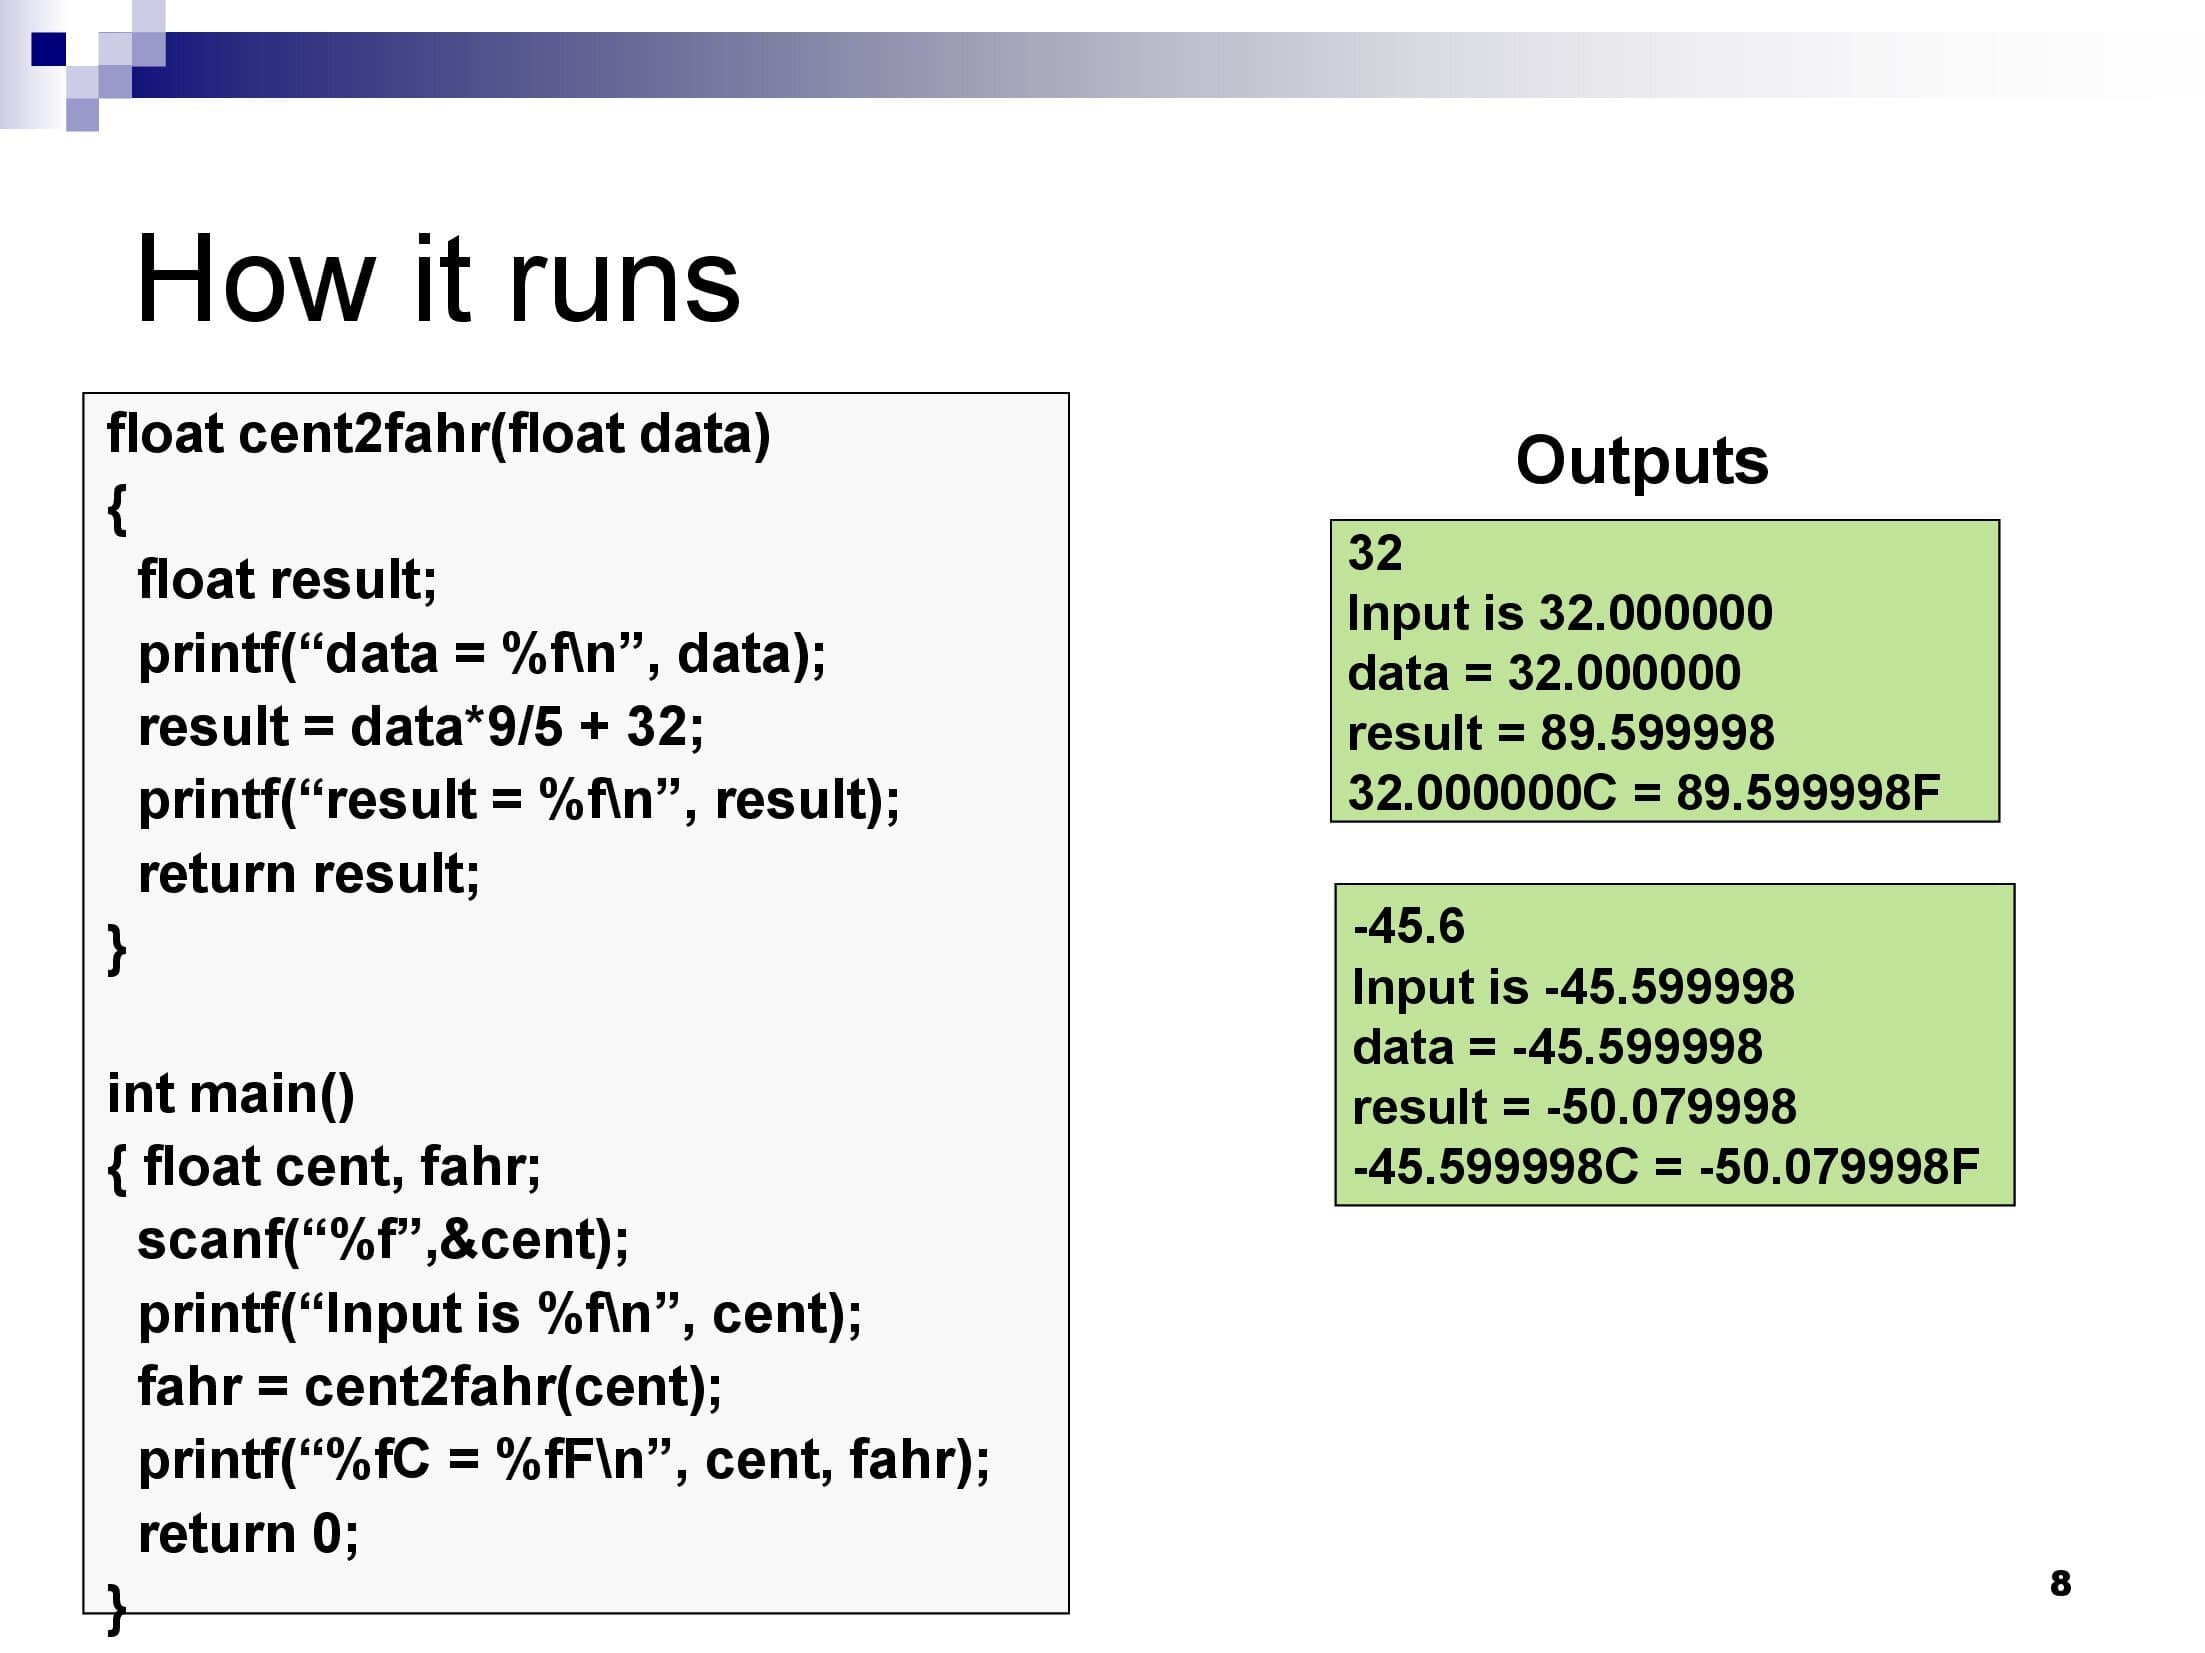 How it runs
float cent2fahr(float data)
{
float result;
printf(“data = %f\n”, data);
result = data*9/5 + 32;
printf(“result = %f\n”, result);
return result;
}
int main()
{ float cent, fahr;
scanf(“%f”,&cent);
printf(“Input is %f\n”, cent);
fahr = cent2fahr(cent);
printf(“%fC = %fF\n”, cent, fahr);
return 0;
}
Outputs
32
Input is 32.000000
data = 32.000000
result = 89.599998
32.000000C = 89.599998F
-45.6
Input is -45.599998
data = -45.599998
result = -50.079998
-45.599998C = -50.079998F
8